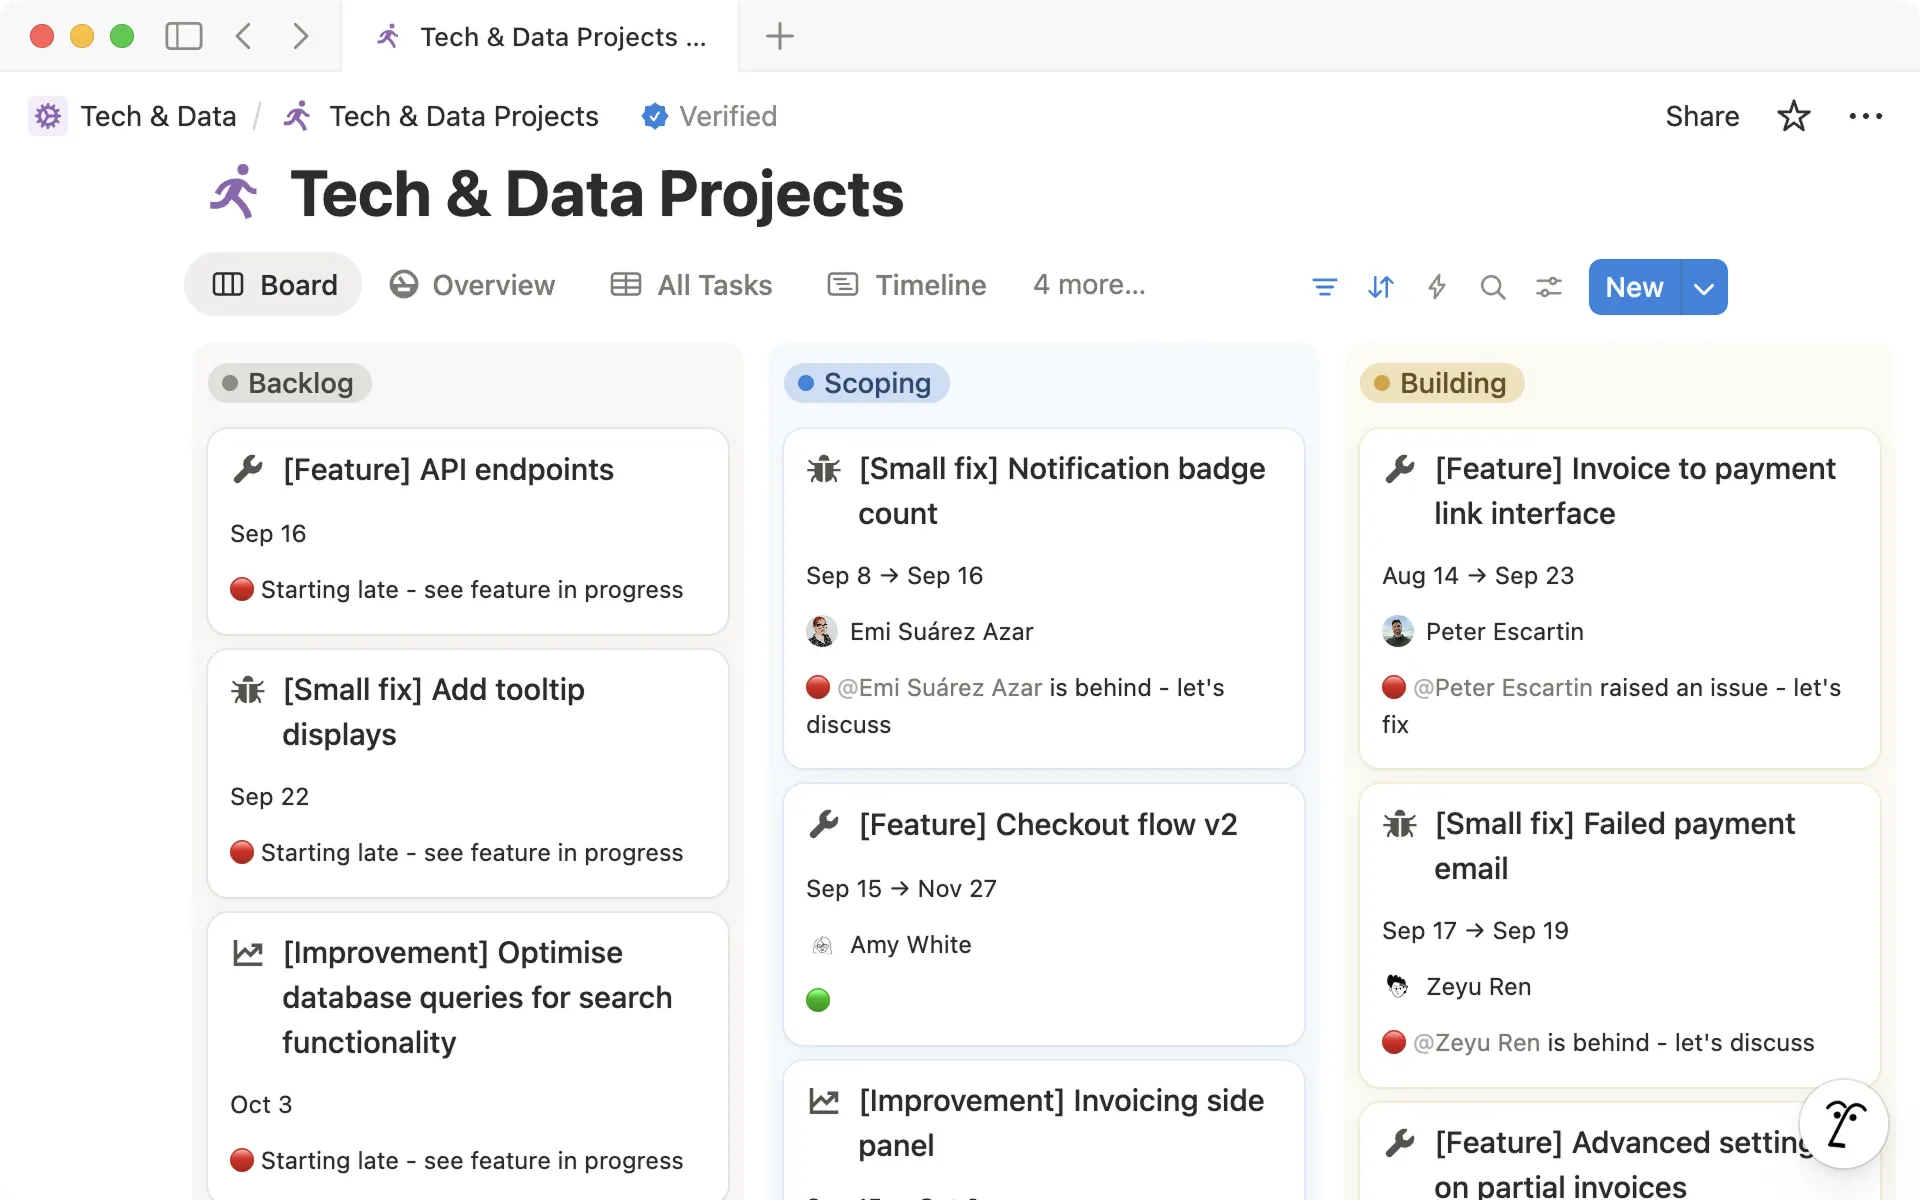 Tech & Data Projects ...
Tech & Data / Tech & Data Projects Verified
Share
Tech & Data Projects
Board Overview All Tasks Timeline 4 more...
New
Backlog
[Feature] API endpoints
Sep 16
Starting late - see feature in progress
[Small fix] Add tooltip
displays
Sep 22
Starting late - see feature in progress
[Improvement] Optimise
database queries for search
functionality
Oct 3
Starting late - see feature in progress
Scoping
[Small fix] Notification badge
count
Sep 8 → Sep 16
Emi Suárez Azar
@Emi Suárez Azar is behind - let's
discuss
[Feature] Checkout flow v2
Sep 15 → Nov 27
Amy White
[Improvement] Invoicing side
panel
Building
[Feature] Invoice to payment
link interface
Aug 14 → Sep 23
Peter Escartin
@Peter Escartin raised an issue - let's
fix
[Small fix] Failed payment
email
Sep 17 → Sep 19
Zeyu Ren
@Zeyu Ren is behind - let's discuss
[Feature] Advanced setting
on partial invoices